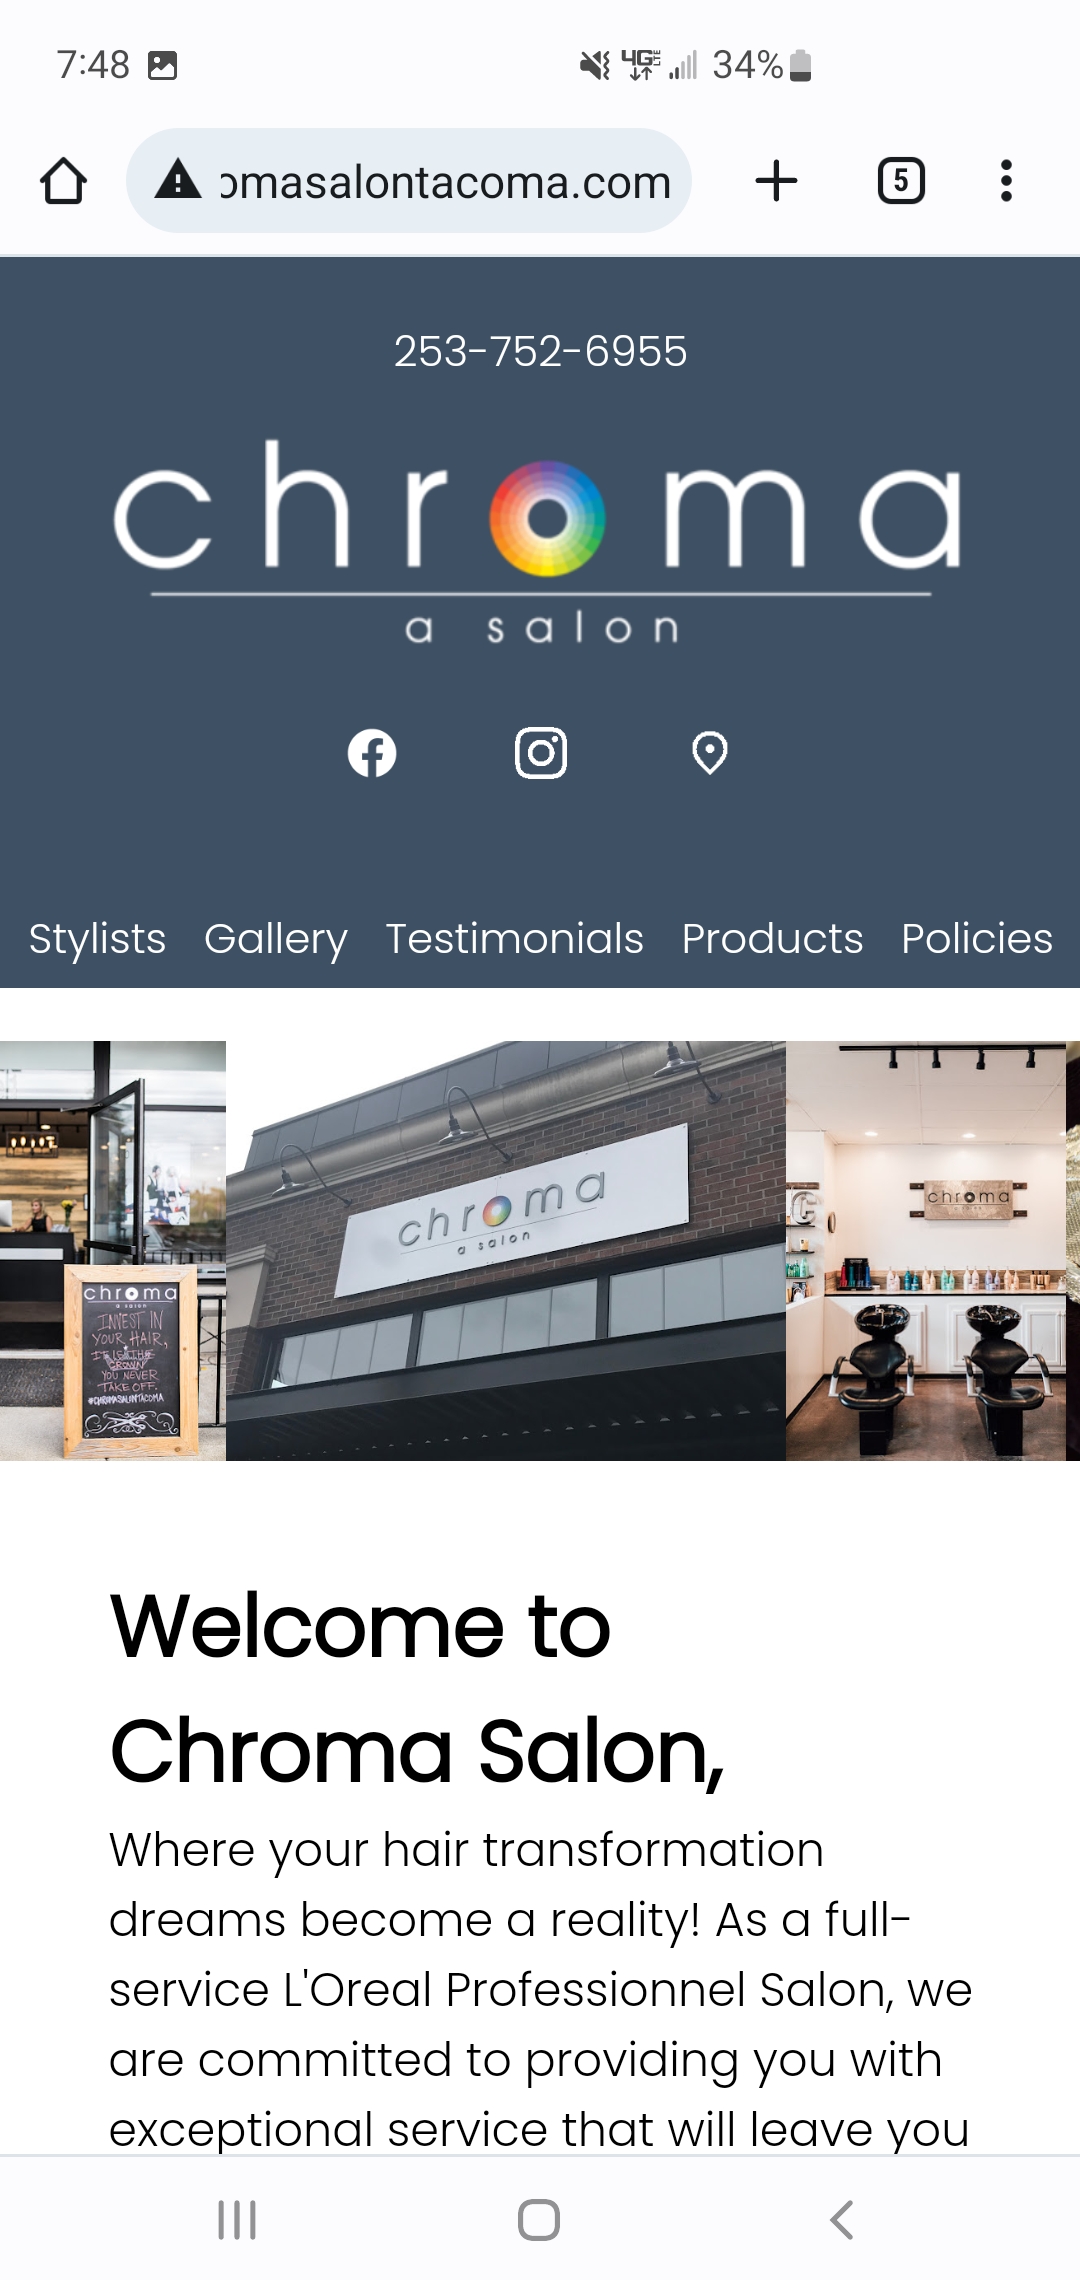 7:48
4G LTE
34%
omasalontacoma.com
5
253-752-6955
chroma
a salon
Stylists Gallery Testimonials Products Policies
chroma
a salon
INVEST IN
YOUR HAIR,
IT IS THE
CROWN
YOU NEVER
TAKE OFF.
#CHROMASALONTACOMA
chroma
a salon
chroma
Welcome to
Chroma Salon,
Where your hair transformation
dreams become a reality! As a full-
service L'Oreal Professionnel Salon, we
are committed to providing you with
exceptional service that will leave you